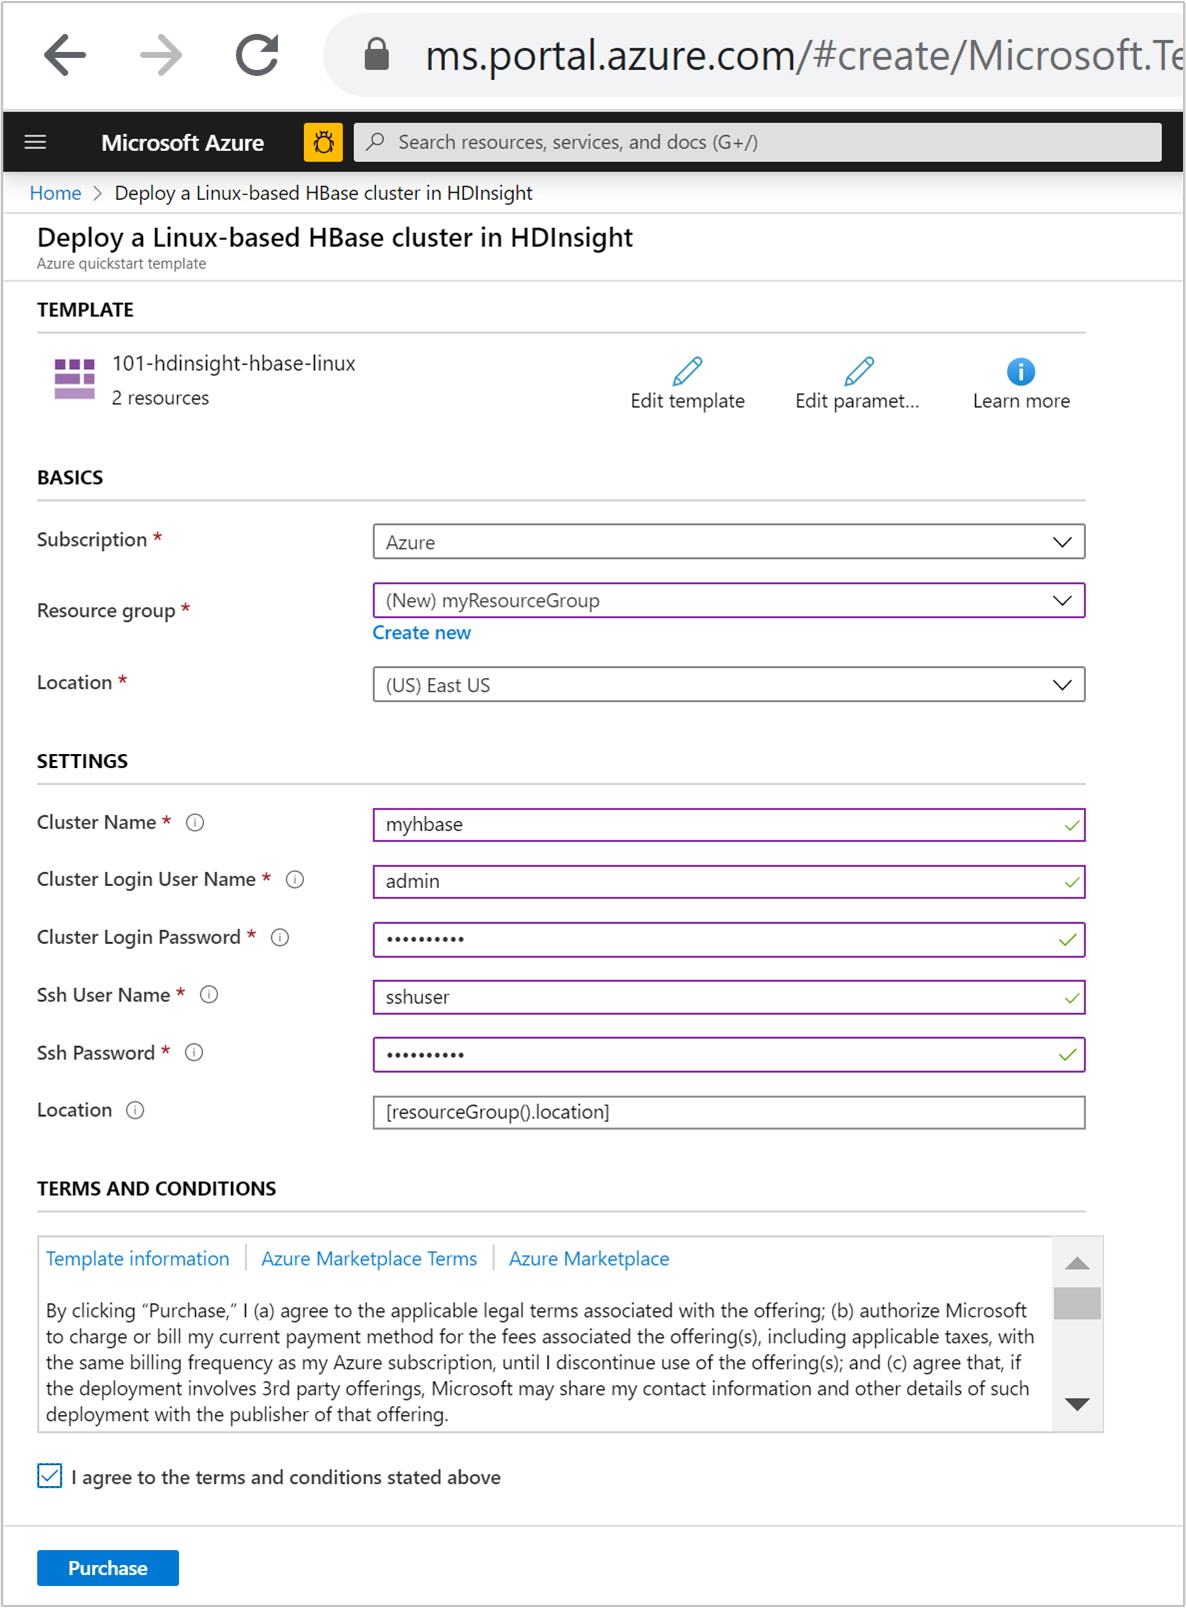 ms.portal.azure.com/#create/Microsoft.Te
Microsoft Azure
Search resources, services, and docs (G+/)
Home > Deploy a Linux-based HBase cluster in HDInsight
Deploy a Linux-based HBase cluster in HDInsight
Azure quickstart template
TEMPLATE
101-hdinsight-hbase-linux
2 resources
Edit template
Edit paramet...
Learn more
BASICS
Subscription *
Azure
Resource group *
(New) myResourceGroup
Create new
Location *
(US) East US
SETTINGS
Cluster Name *
myhbase
Cluster Login User Name *
admin
Cluster Login Password *
••••••••••
Ssh User Name *
sshuser
Ssh Password *
••••••••••
Location
[resourceGroup().location]
TERMS AND CONDITIONS
Template information | Azure Marketplace Terms | Azure Marketplace
By clicking “Purchase,” I (a) agree to the applicable legal terms associated with the offering; (b) authorize Microsoft
to charge or bill my current payment method for the fees associated the offering(s), including applicable taxes, with
the same billing frequency as my Azure subscription, until I discontinue use of the offering(s); and (c) agree that, if
the deployment involves 3rd party offerings, Microsoft may share my contact information and other details of such
deployment with the publisher of that offering.
I agree to the terms and conditions stated above
Purchase